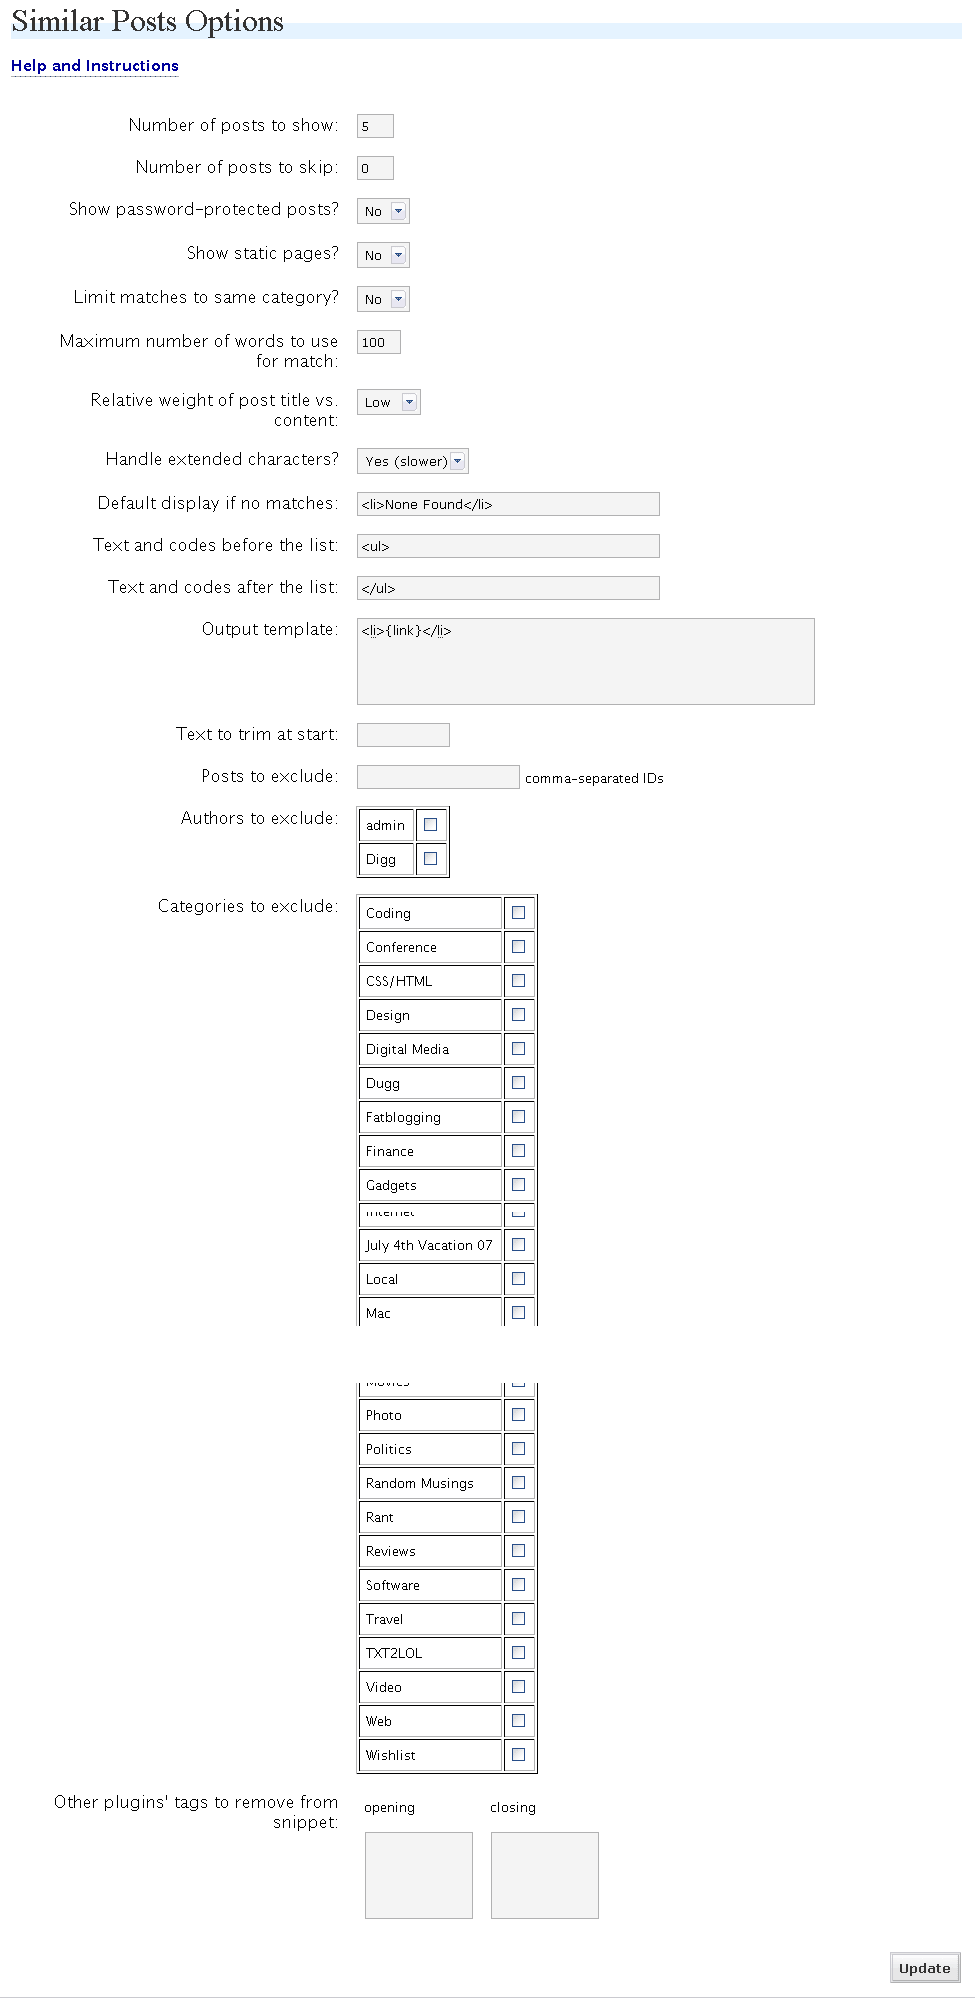 Similar Posts Options
Help and Instructions
Number of posts to show: 5
Number of posts to skip: 0
Show password-protected posts? No
Show static pages? No
Limit matches to same category? No
Maximum number of words to use 100
for match:
Relative weight of post title vs. Low
content:
Handle extended characters? Yes (slower)
Default display if no matches: <li>None Found</li>
Text and codes before the list: <ul>
Text and codes after the list: </ul>
Output template: <li>{link}</li>
Text to trim at start:
Posts to exclude: comma-separated IDs
Authors to exclude: admin
Digg
Categories to exclude: Coding
Conference
CSS/HTML
Design
Digital Media
Dugg
Fatblogging
Finance
Gadgets
Internet
July 4th Vacation 07
Local
Mac
Movies
Photo
Politics
Random Musings
Rant
Reviews
Software
Travel
TXT2LOL
Video
Web
Wishlist
Other plugins' tags to remove from opening closing
snippet:
Update